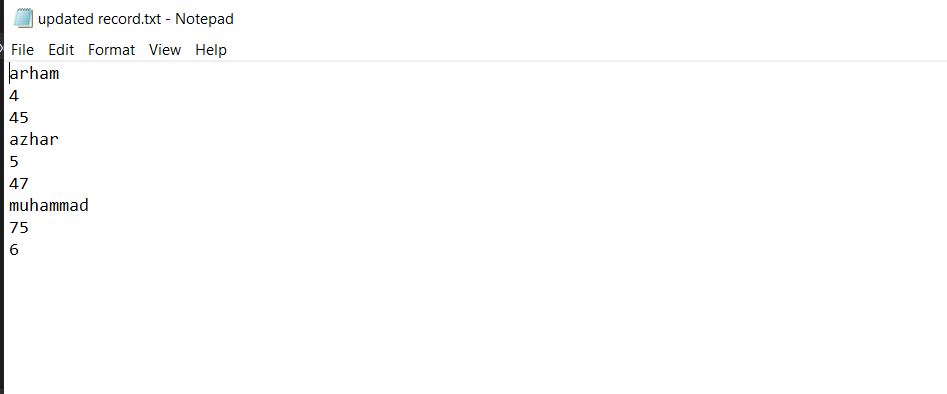 updated record.txt - Notepad
File Edit Format View Help
arham
4
45
azhar
5
47
muhammad
75
6